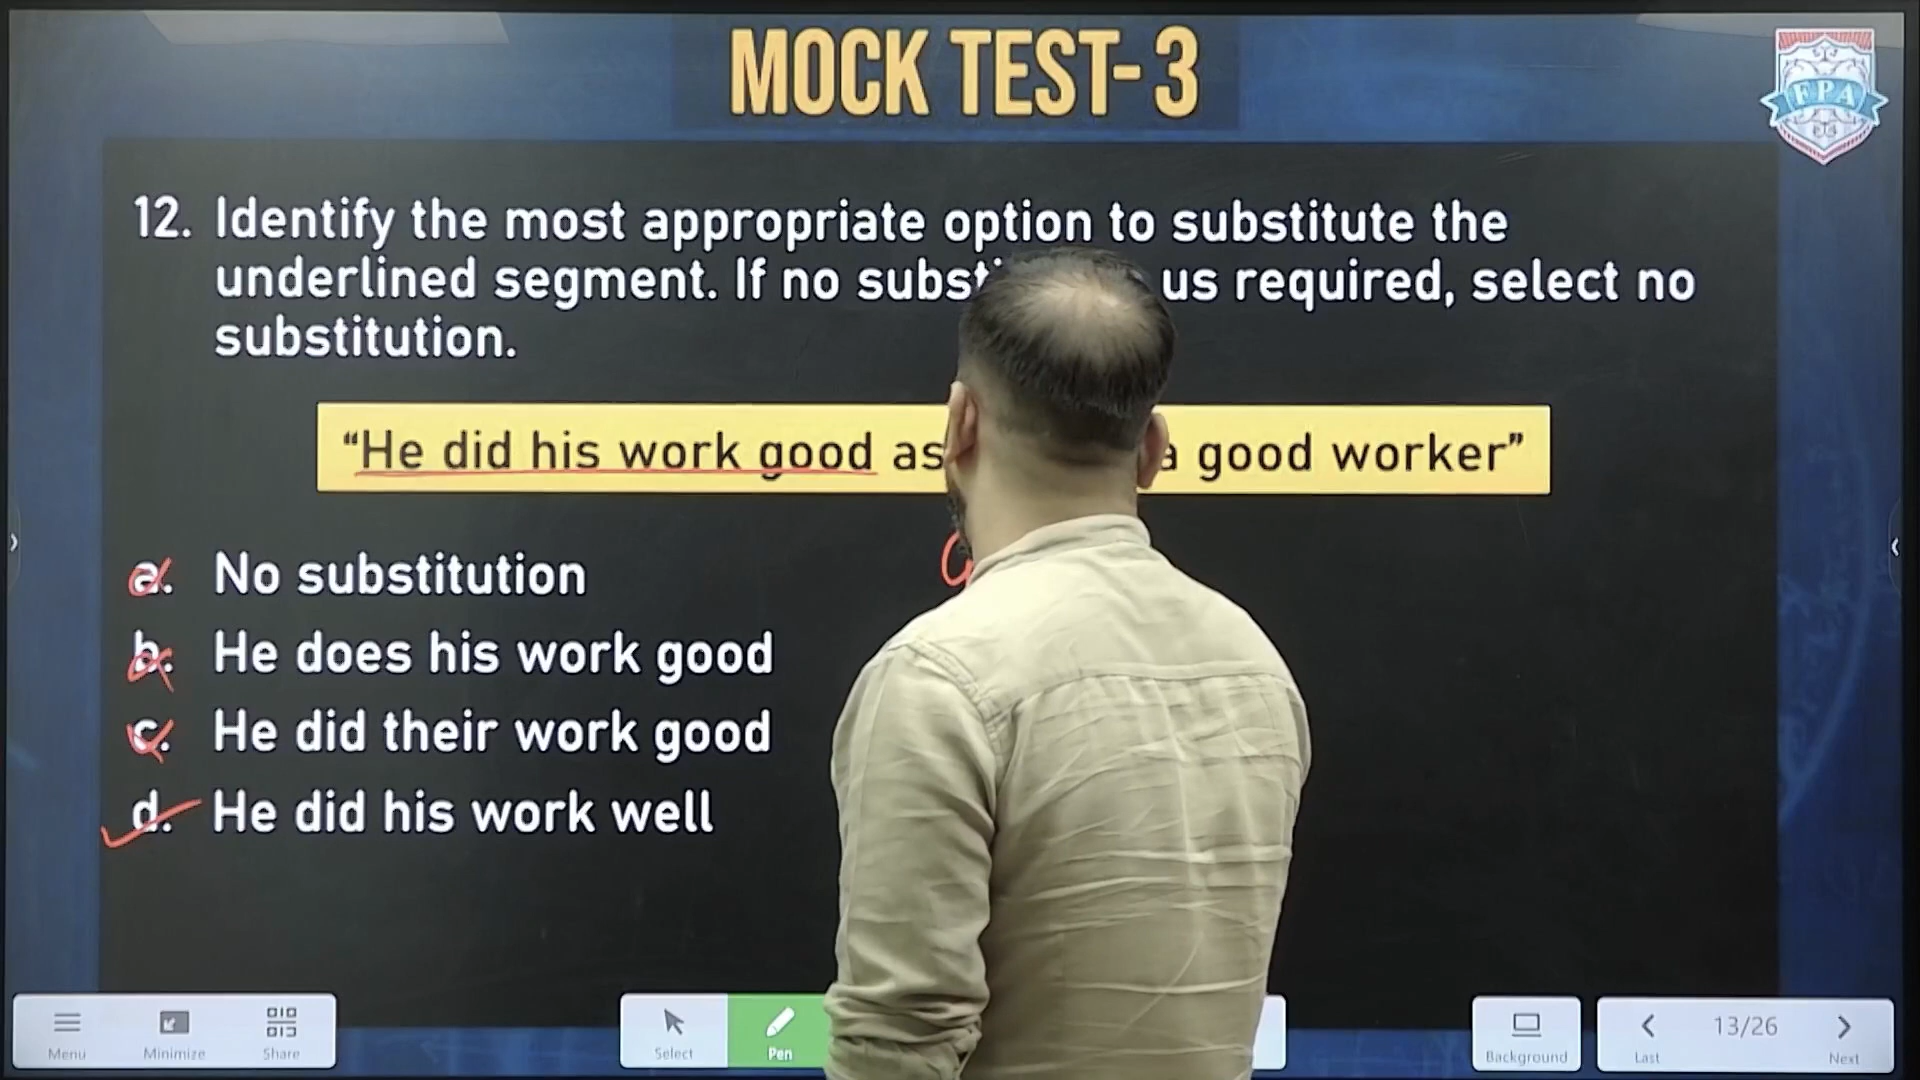 MOCK TEST-3
FPA
12. Identify the most appropriate option to substitute the
underlined segment. If no us required, select no
substitution.
“He did his work good as a good worker”
a. No substitution
b. He does his work good
c. He did their work good
d. He did his work well
Menu Minimize Share Select Pen Background Last 13/26 Next